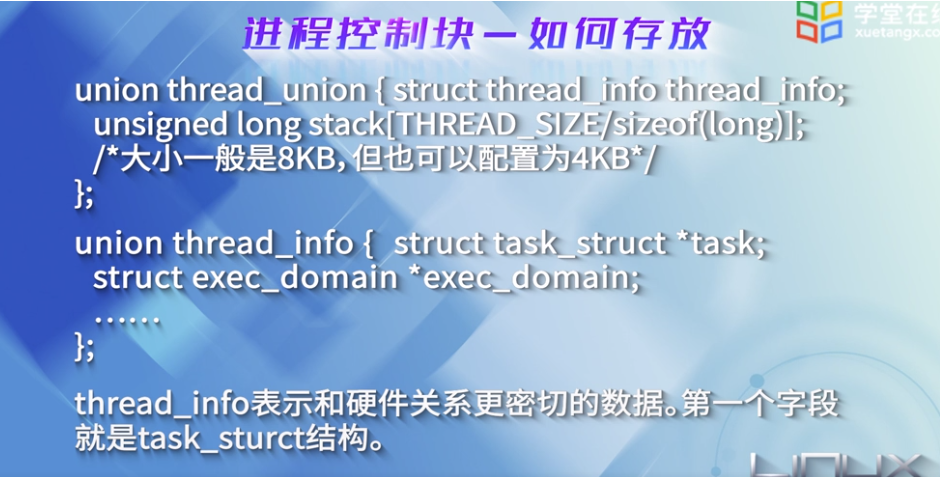 进程控制块—如何存放
学堂在线
xuetangx.com
union thread_union { struct thread_info thread_info;
unsigned long stack[THREAD_SIZE/sizeof(long)];
/*大小一般是8KB，但也可以配置为4KB*/
};
union thread_info { struct task_struct *task;
struct exec_domain *exec_domain;
……
};
thread_info表示和硬件关系更密切的数据。第一个字段
就是task_sturct结构。